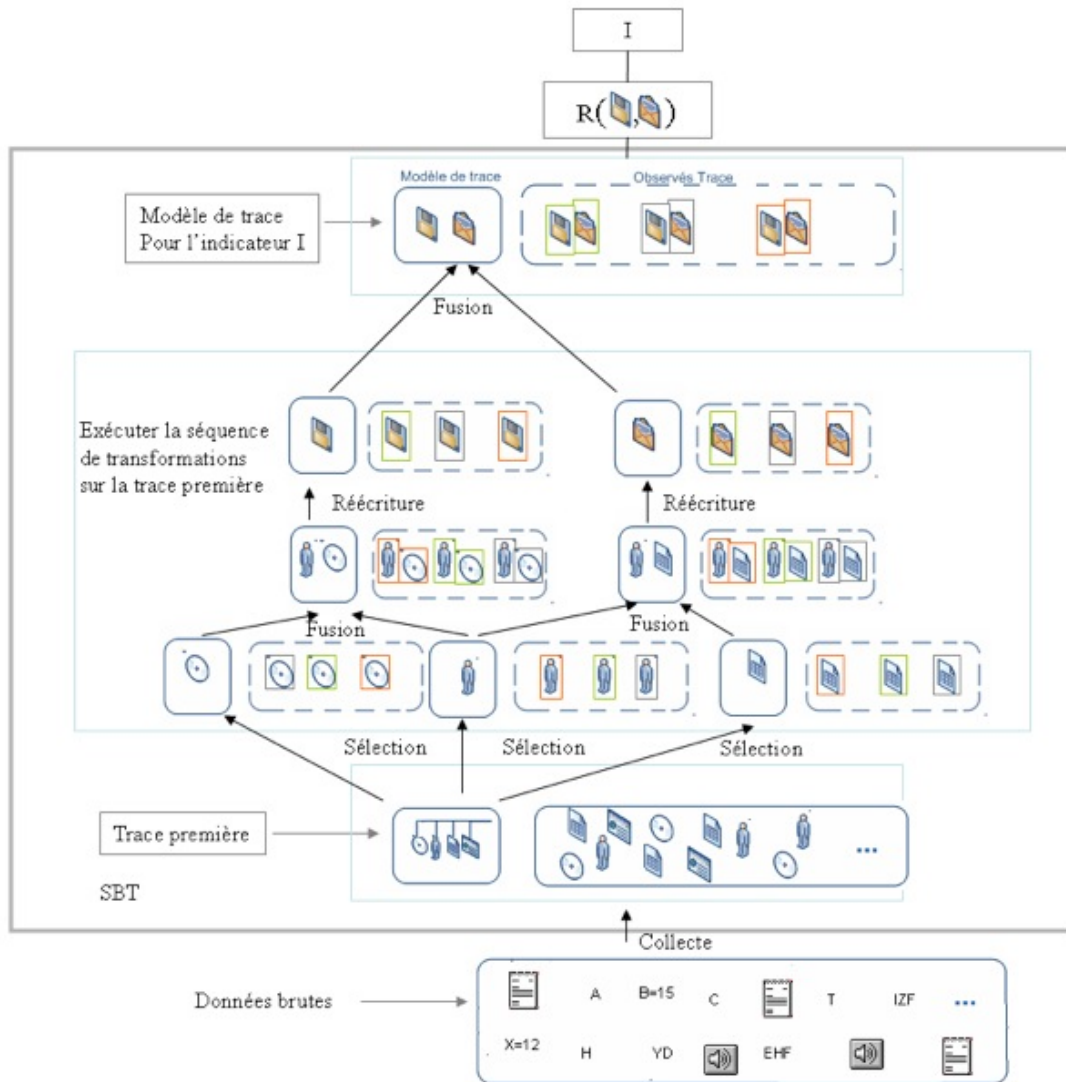 I
R( , )
Modèle de trace
Observés Trace
Modèle de trace
Pour l'indicateur I
Fusion
Exécuter la séquence
de transformations
sur la trace première
Réécriture
Réécriture
Fusion
Fusion
Sélection
Sélection
Sélection
Trace première
...
SBT
Collecte
Données brutes
A
B=15
C
T
IZF
...
X=12
H
YD
EHF